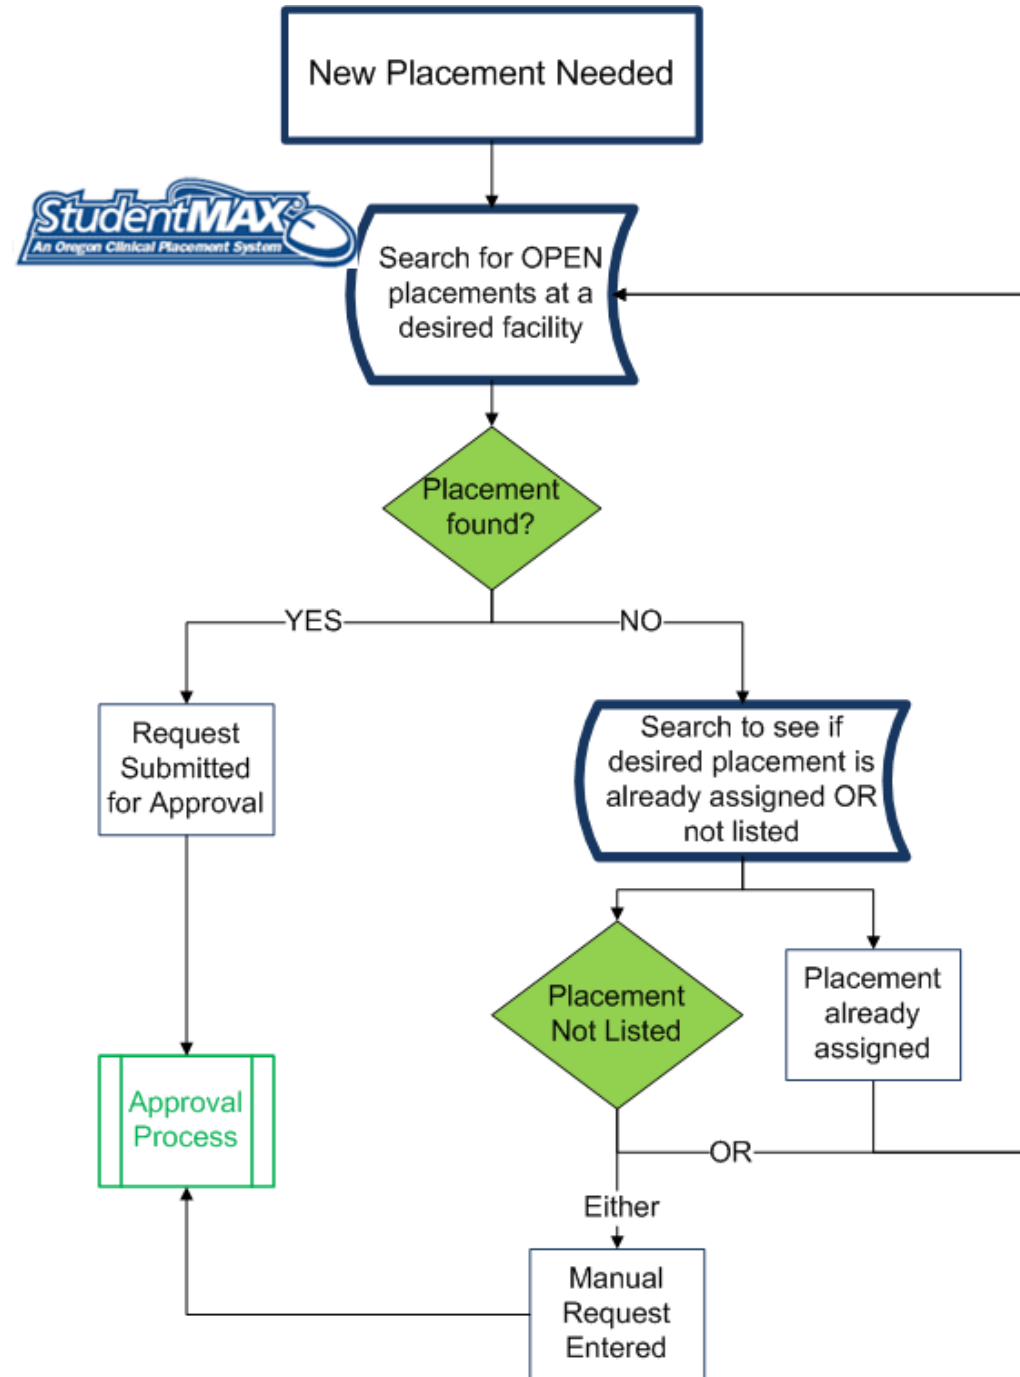 New Placement Needed
StudentMAX
An Oregon Clinical Placement System
Search for OPEN
placements at a
desired facility
Placement
found?
YES
NO
Request
Submitted
for Approval
Search to see if
desired placement is
already assigned OR
not listed
Placement
Not Listed
Placement
already
assigned
Approval
Process
OR
Either
Manual
Request
Entered